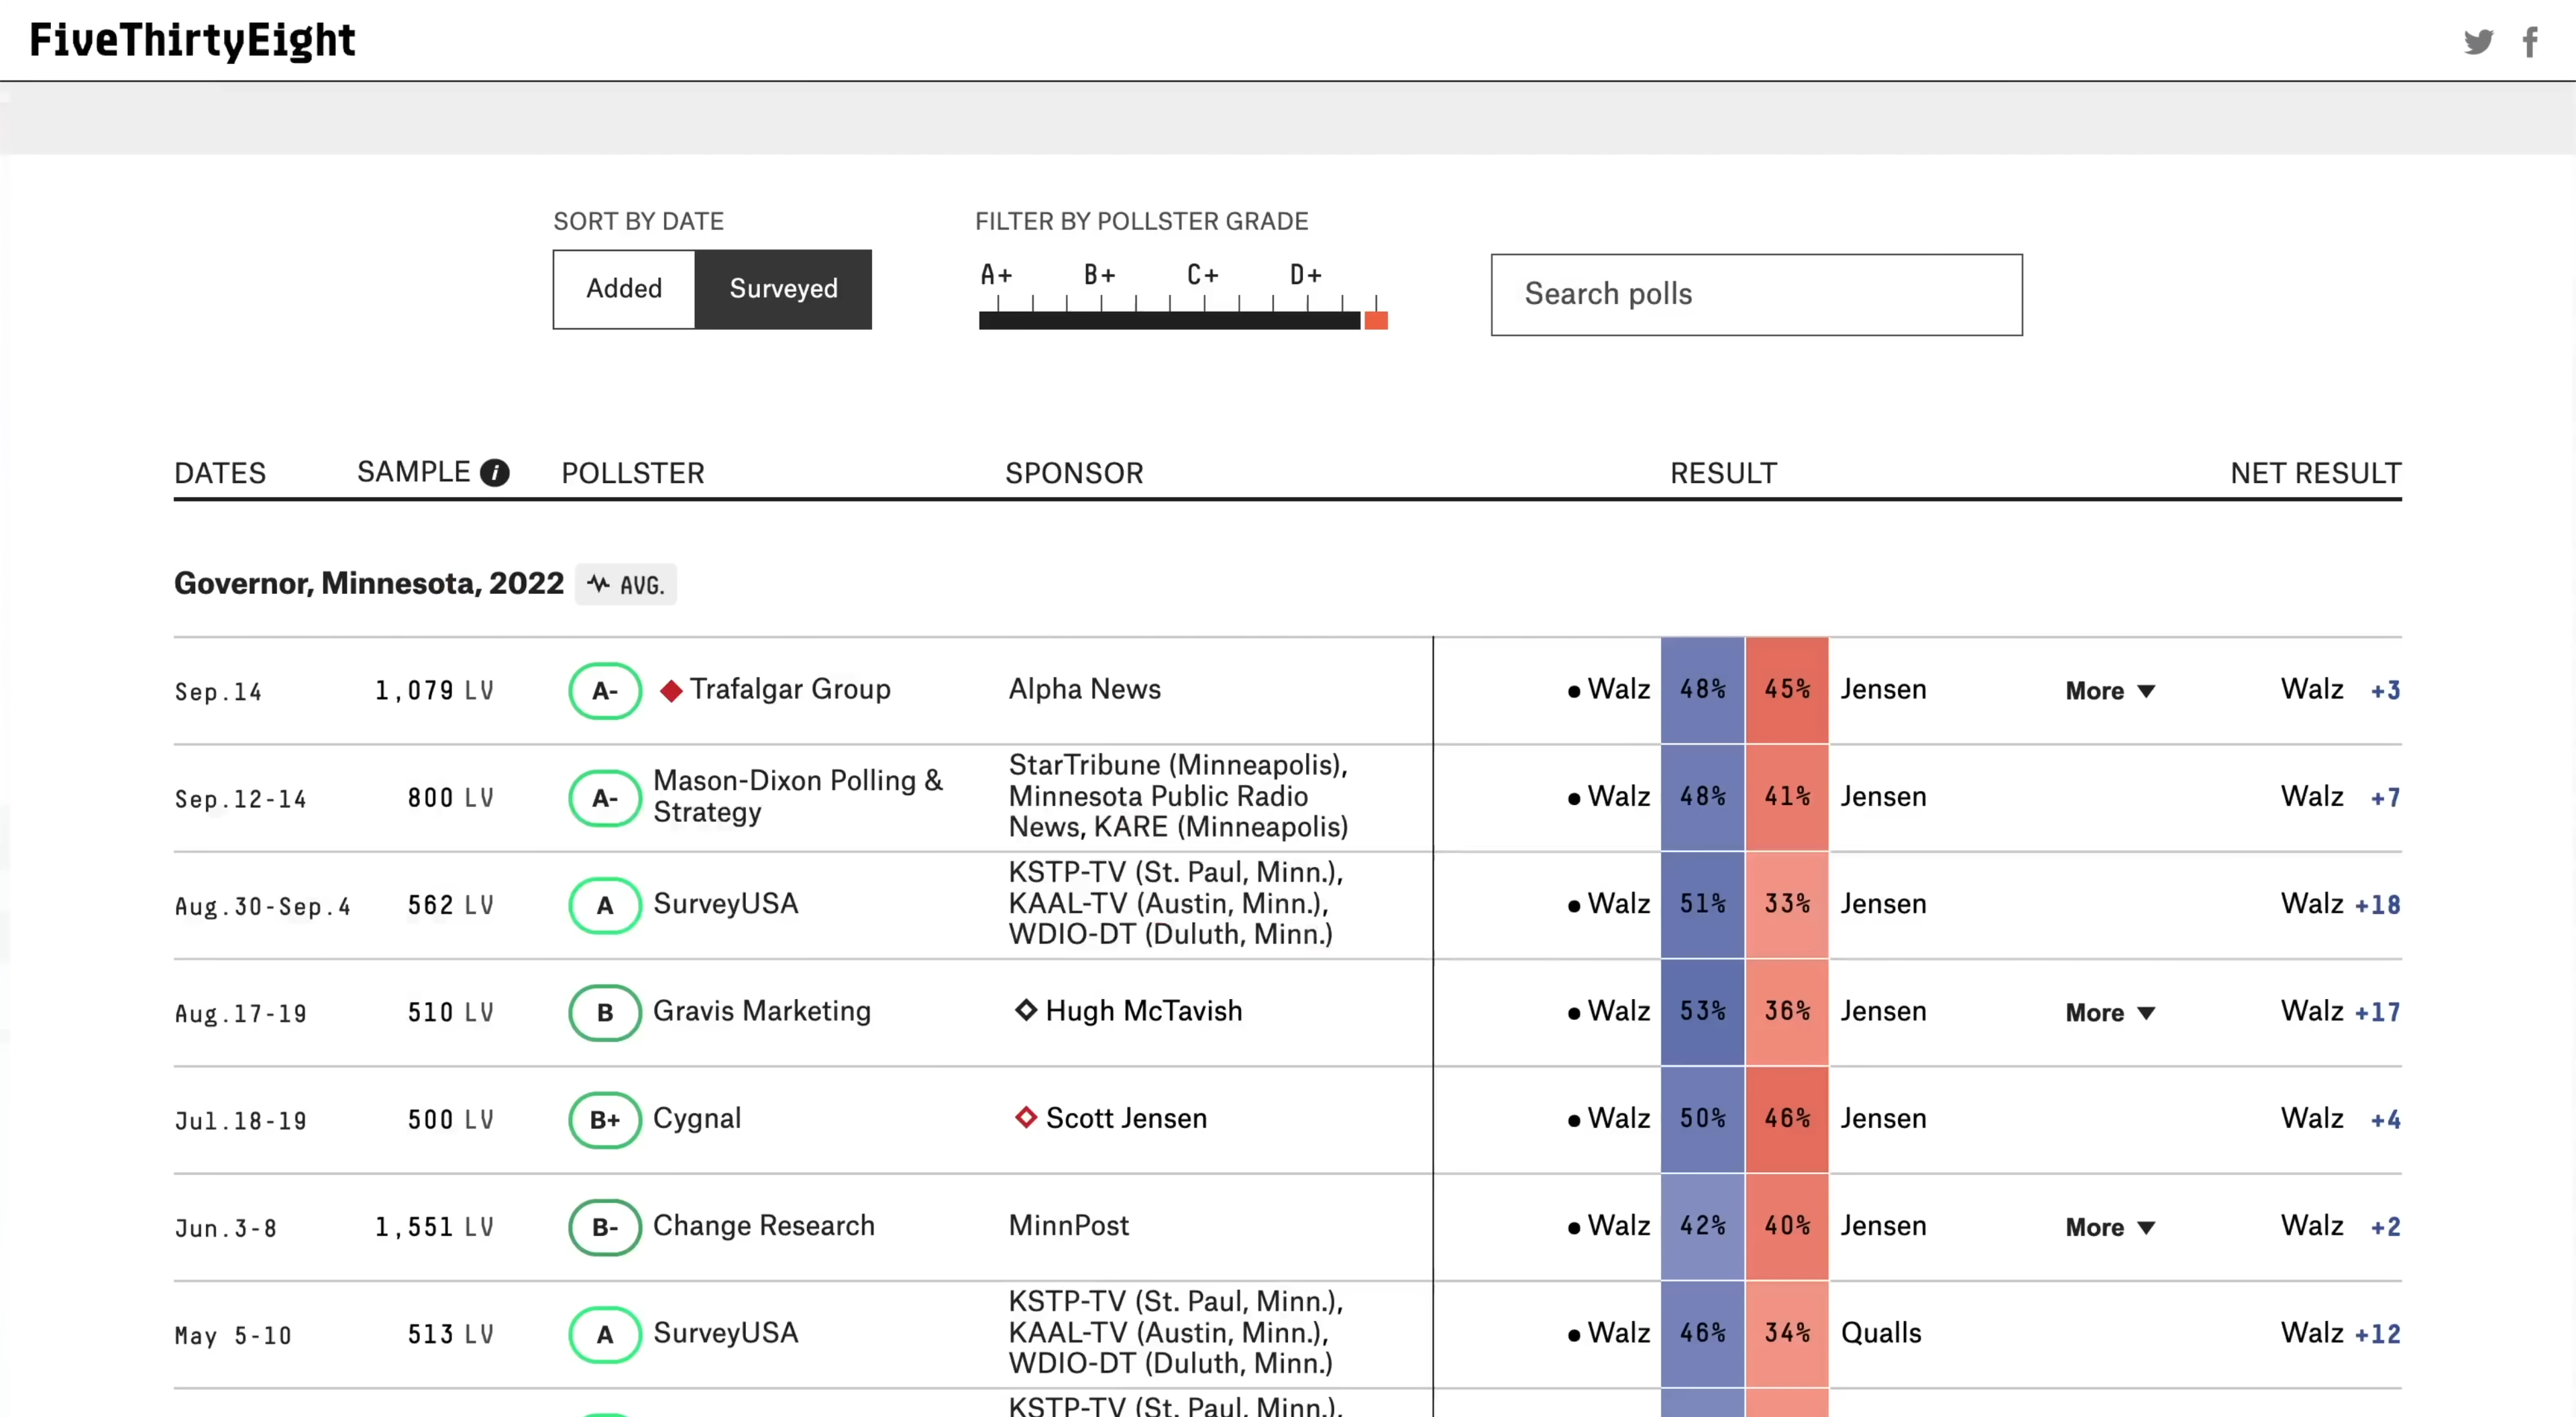 FiveThirtyEight
SORT BY DATE
Added Surveyed
FILTER BY POLLSTER GRADE
A+ B+ C+ D+
Search polls
DATES SAMPLE i POLLSTER SPONSOR RESULT NET RESULT
Governor, Minnesota, 2022 AVG.
Sep.14 1,079 LV A- Trafalgar Group Alpha News Walz 48% 45% Jensen More Walz +3
Sep.12-14 800 LV A- Mason-Dixon Polling & Strategy StarTribune (Minneapolis), Minnesota Public Radio News, KARE (Minneapolis) Walz 48% 41% Jensen Walz +7
Aug.30-Sep.4 562 LV A SurveyUSA KSTP-TV (St. Paul, Minn.), KAAL-TV (Austin, Minn.), WDIO-DT (Duluth, Minn.) Walz 51% 33% Jensen Walz +18
Aug.17-19 510 LV B Gravis Marketing Hugh McTavish Walz 53% 36% Jensen More Walz +17
Jul.18-19 500 LV B+ Cygnal Scott Jensen Walz 50% 46% Jensen Walz +4
Jun.3-8 1,551 LV B- Change Research MinnPost Walz 42% 40% Jensen More Walz +2
May 5-10 513 LV A SurveyUSA KSTP-TV (St. Paul, Minn.), KAAL-TV (Austin, Minn.), WDIO-DT (Duluth, Minn.) Walz 46% 34% Qualls Walz +12
KSTP-TV (St. Paul, Minn.),